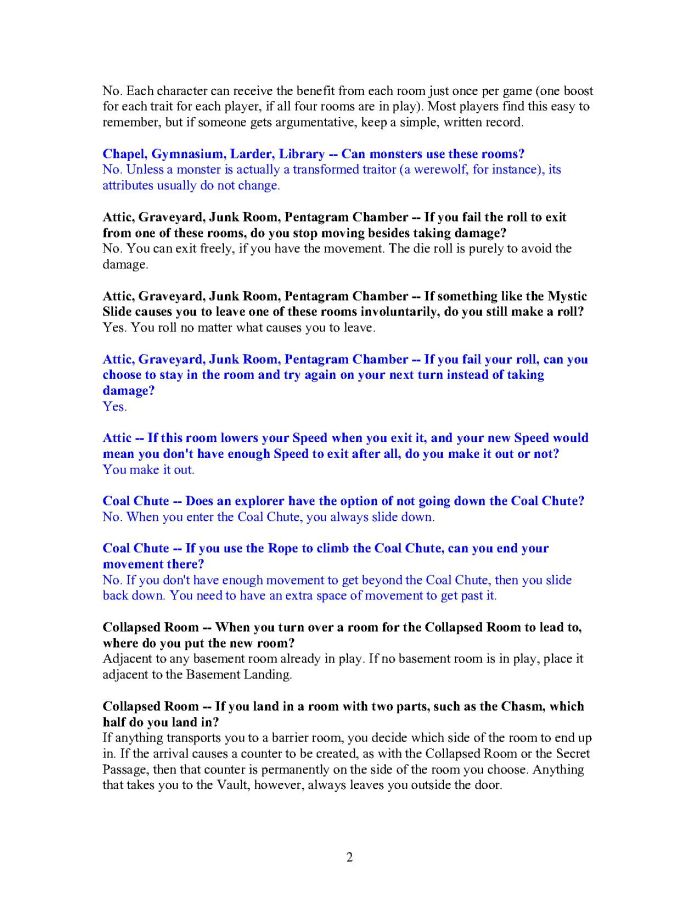 No. Each character can receive the benefit from each room just once per game (one boost
for each trait for each player, if all four rooms are in play). Most players find this easy to
remember, but if someone gets argumentative, keep a simple, written record.
Chapel, Gymnasium, Larder, Library -- Can monsters use these rooms?
No. Unless a monster is actually a transformed traitor (a werewolf, for instance), its
attributes usually do not change.
Attic, Graveyard, Junk Room, Pentagram Chamber -- If you fail the roll to exit
from one of these rooms, do you stop moving besides taking damage?
No. You can exit freely, if you have the movement. The die roll is purely to avoid the
damage.
Attic, Graveyard, Junk Room, Pentagram Chamber -- If something like the Mystic
Slide causes you to leave one of these rooms involuntarily, do you still make a roll?
Yes. You roll no matter what causes you to leave.
Attic, Graveyard, Junk Room, Pentagram Chamber -- If you fail your roll, can you
choose to stay in the room and try again on your next turn instead of taking
damage?
Yes.
Attic -- If this room lowers your Speed when you exit it, and your new Speed would
mean you don't have enough Speed to exit after all, do you make it out or not?
You make it out.
Coal Chute -- Does an explorer have the option of not going down the Coal Chute?
No. When you enter the Coal Chute, you always slide down.
Coal Chute -- If you use the Rope to climb the Coal Chute, can you end your
movement there?
No. If you don't have enough movement to get beyond the Coal Chute, then you slide
back down. You need to have an extra space of movement to get past it.
Collapsed Room -- When you turn over a room for the Collapsed Room to lead to,
where do you put the new room?
Adjacent to any basement room already in play. If no basement room is in play, place it
adjacent to the Basement Landing.
Collapsed Room -- If you land in a room with two parts, such as the Chasm, which
half do you land in?
If anything transports you to a barrier room, you decide which side of the room to end up
in. If the arrival causes a counter to be created, as with the Collapsed Room or the Secret
Passage, then that counter is permanently on the side of the room you choose. Anything
that takes you to the Vault, however, always leaves you outside the door.
2